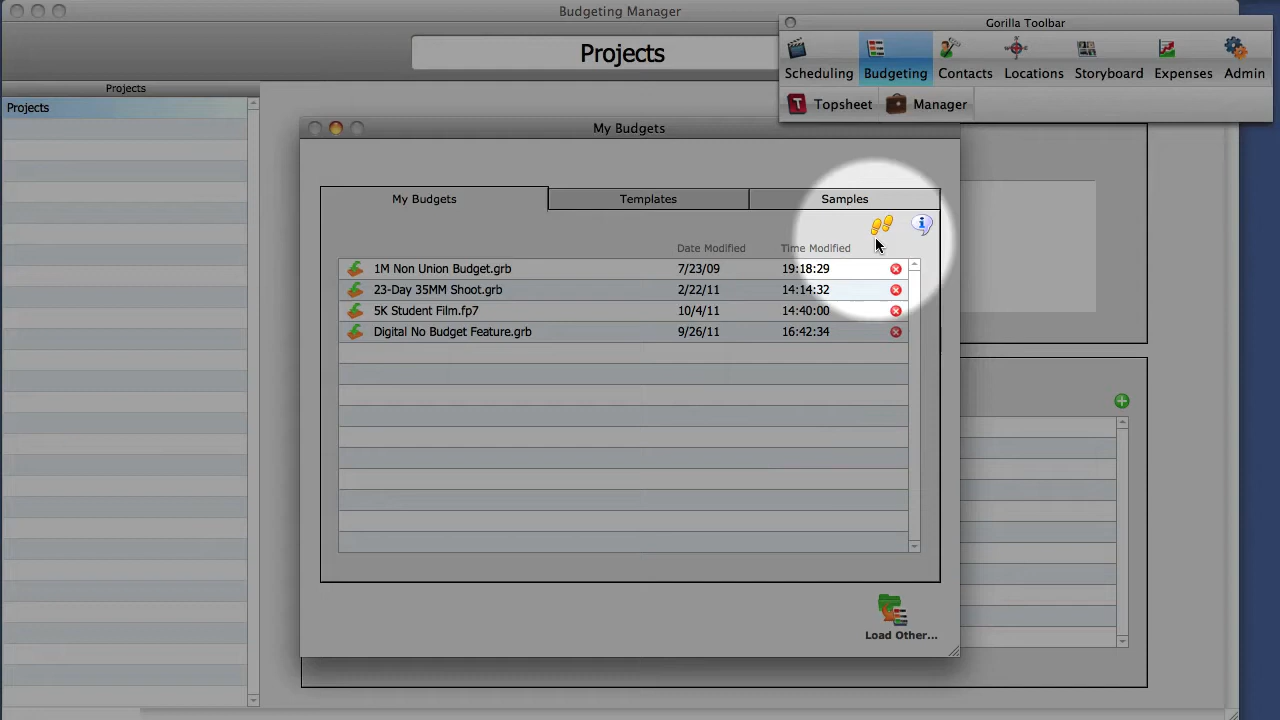 Budgeting Manager
Gorilla Toolbar
Projects
Scheduling Budgeting Contacts Locations Storyboard Expenses Admin
Topsheet Manager
Projects
Projects
My Budgets
My Budgets Templates Samples
Date Modified Time Modified
1M Non Union Budget.grb 7/23/09 19:18:29
23-Day 35MM Shoot.grb 2/22/11 14:14:32
5K Student Film.fp7 10/4/11 14:40:00
Digital No Budget Feature.grb 9/26/11 16:42:34
Load Other...